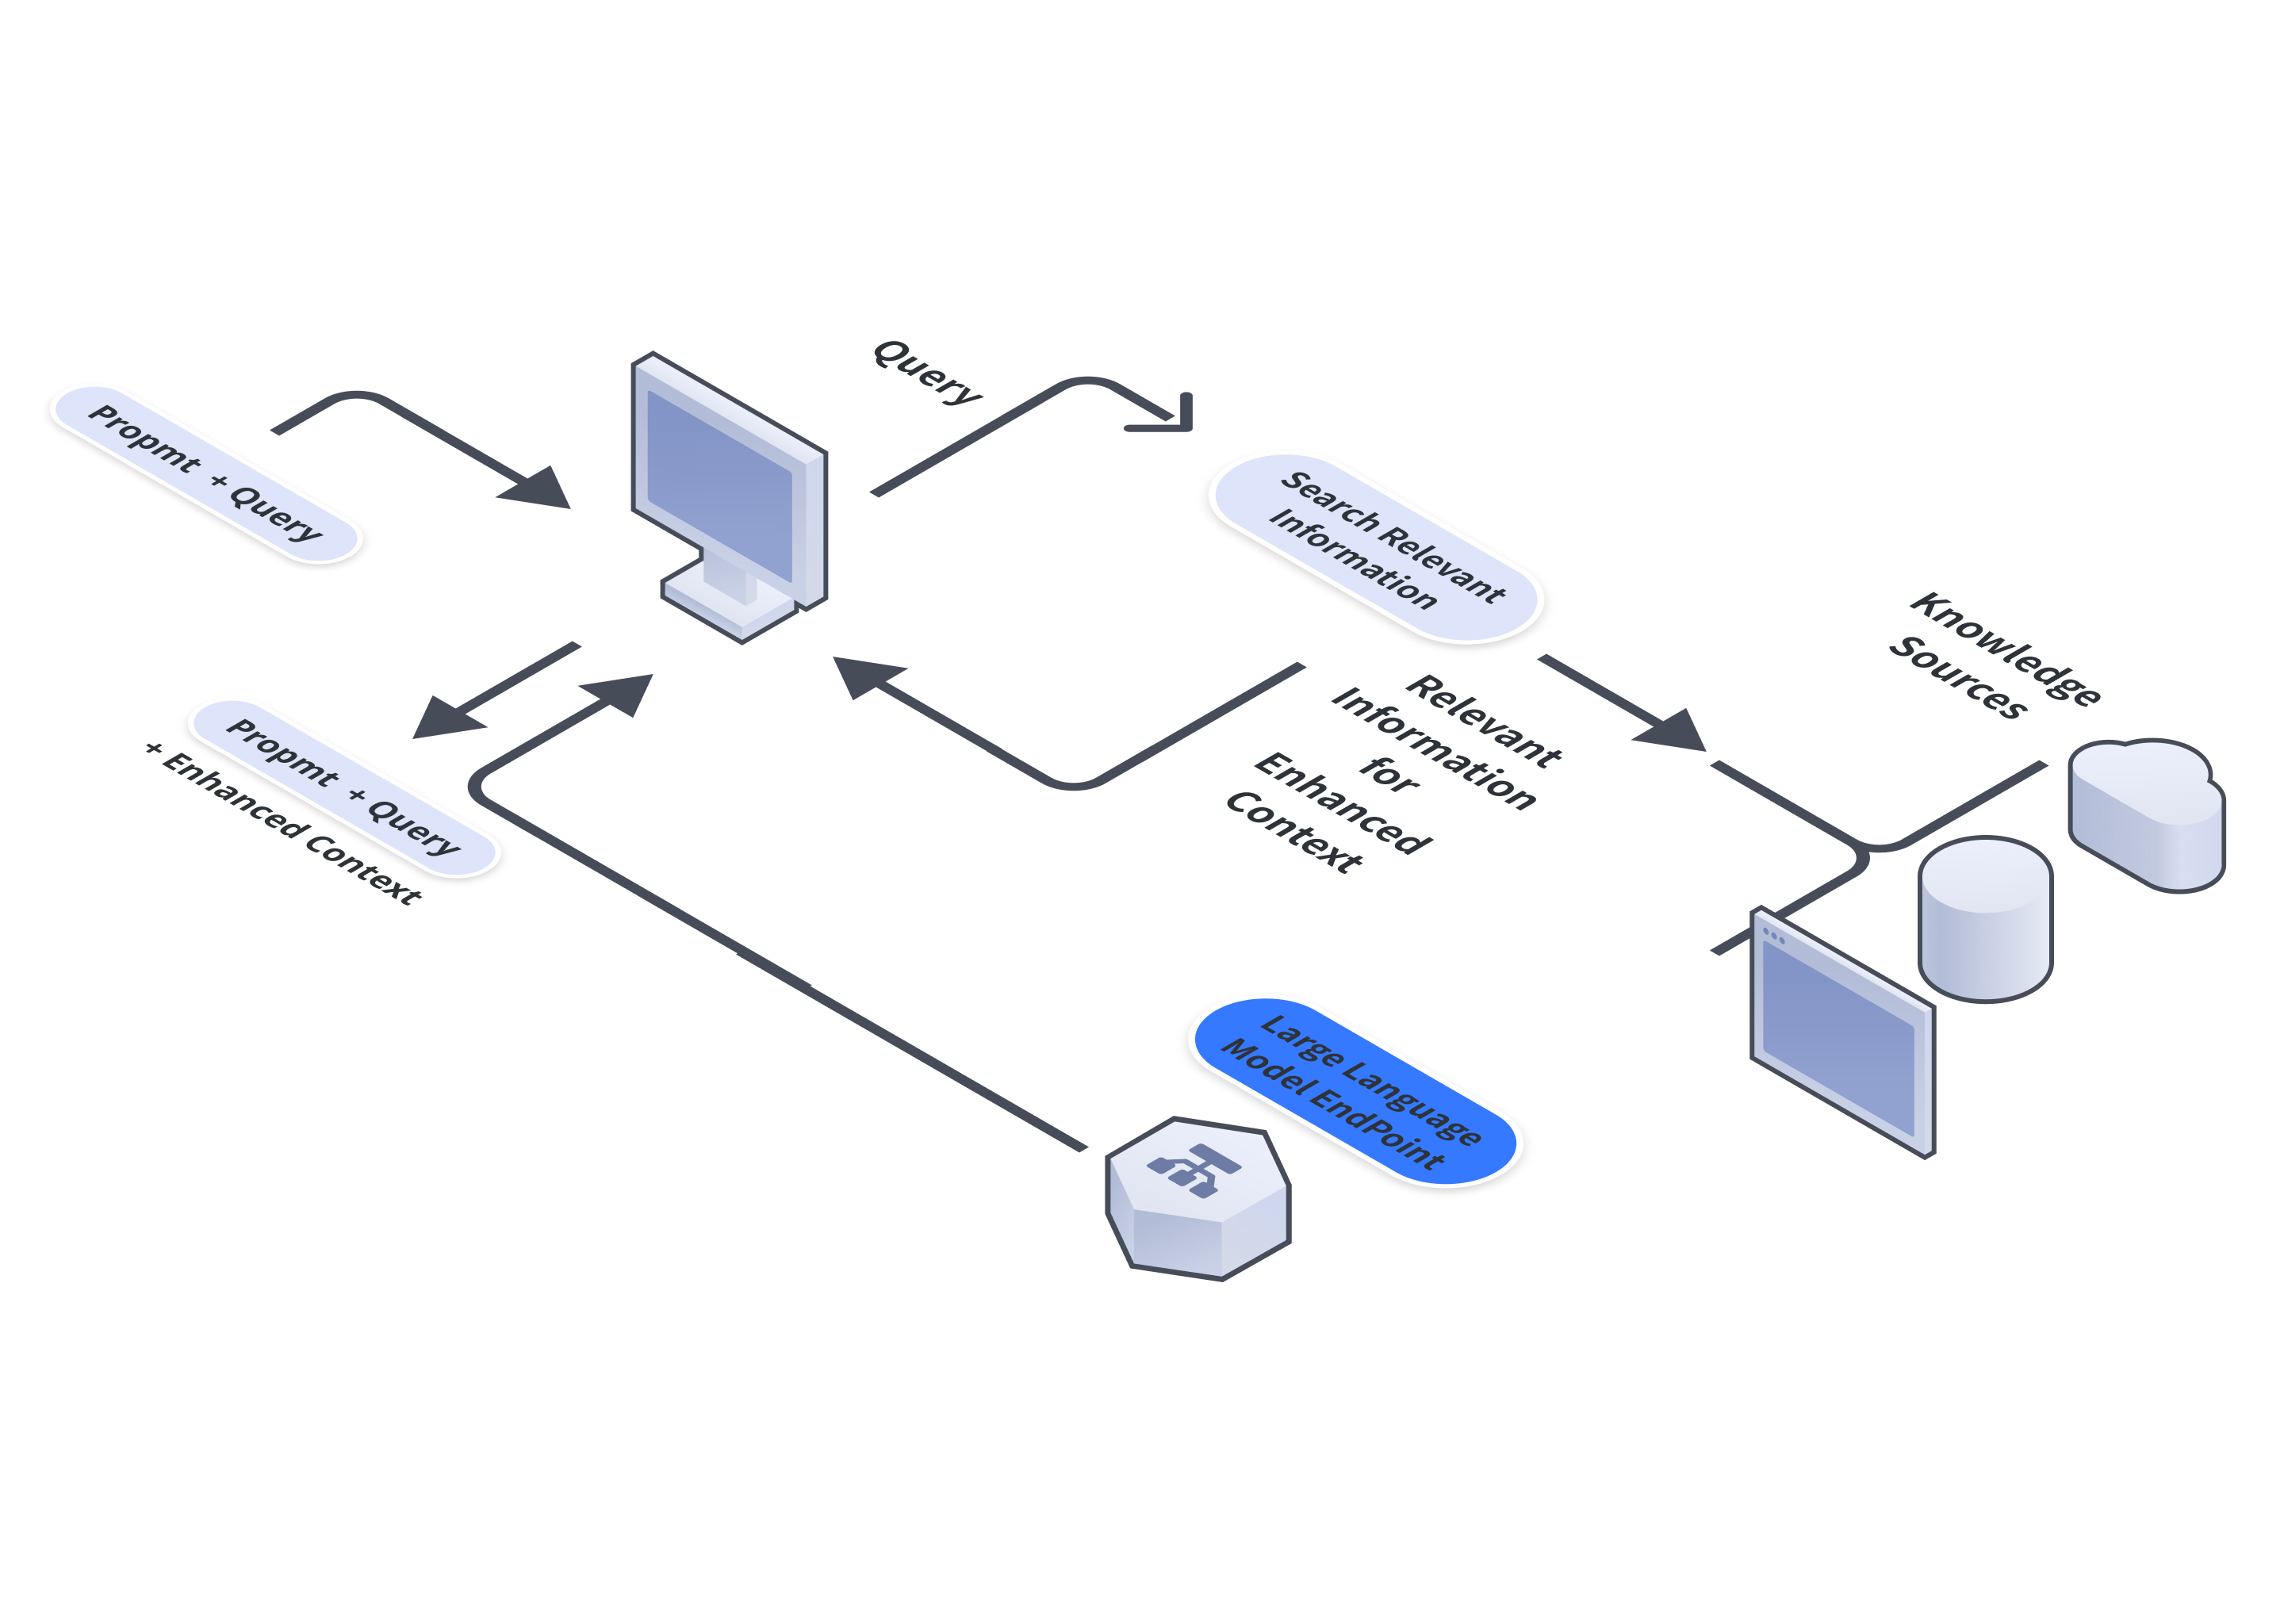 Propmt + Query
Query
Search Relevant
Information
Knowledge
Sources
Relevant
Information
for
Enhanced
Context
Propmt + Query
+ Enhanced Context
Large Language
Model EndPoint